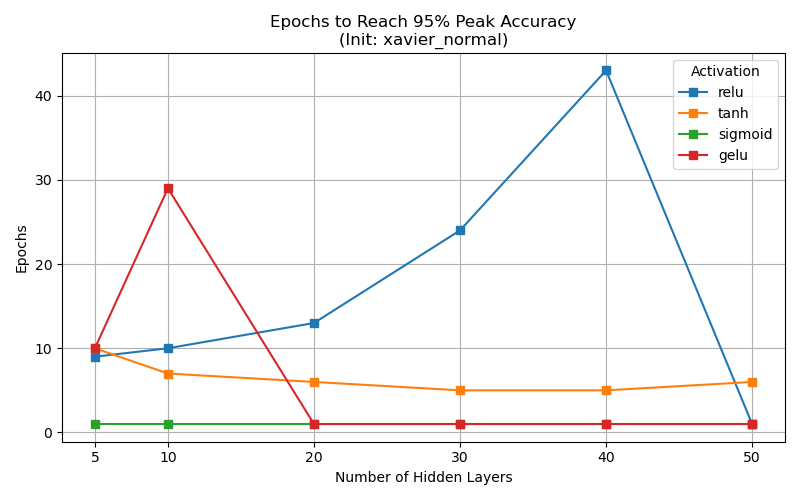 Epochs to Reach 95% Peak Accuracy
(Init: xavier_normal)
Activation
relu
tanh
sigmoid
gelu
Epochs
40
30
20
10
0
5 10 20 30 40 50
Number of Hidden Layers